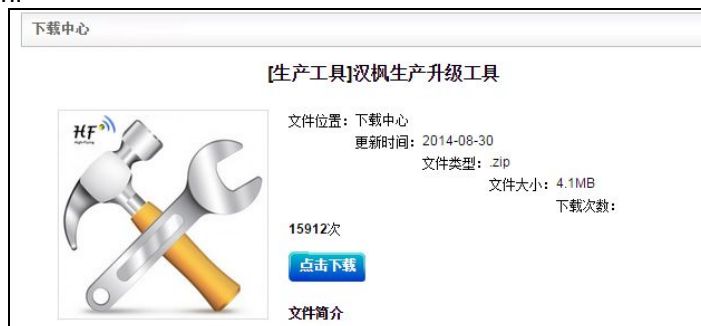 下载中心
[生产工具]汉枫生产升级工具
HF
High-Flying
文件位置：下载中心
更新时间：2014-08-30
文件类型：.zip
文件大小：4.1MB
下载次数：
15912次
点击下载
文件简介